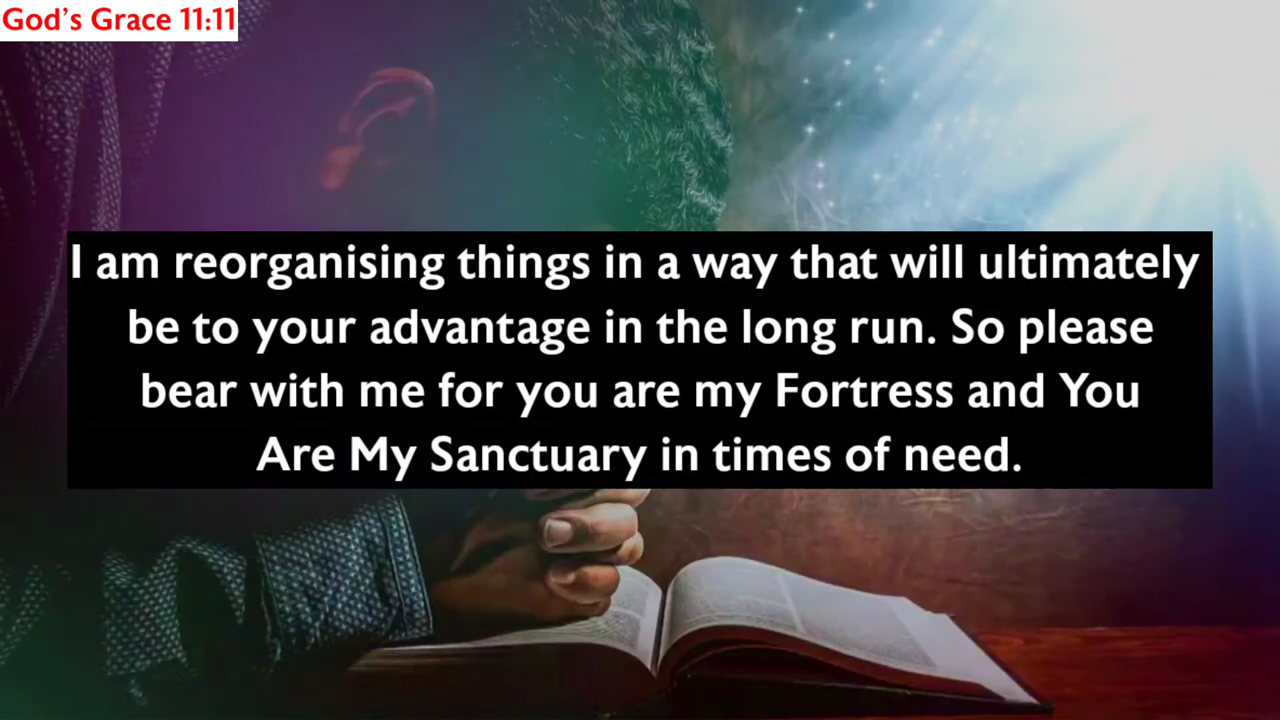 God's Grace 11:11
I am reorganising things in a way that will ultimately
be to your advantage in the long run. So please
bear with me for you are my Fortress and You
Are My Sanctuary in times of need.